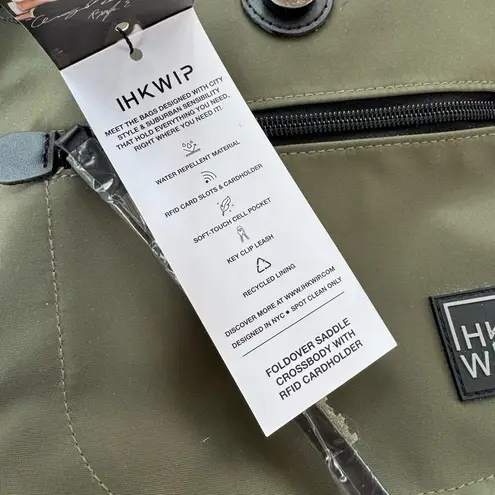 IHKWIP
MEET THE BAGS DESIGNED WITH CITY
STYLE & SUBURBAN SENSIBILITY
THAT HOLD EVERYTHING YOU NEED,
RIGHT WHERE YOU NEED IT!
WATER REPELLENT MATERIAL
RFID CARD SLOTS & CARDHOLDER
SOFT-TOUCH CELL POCKET
KEY CLIP LEASH
RECYCLED LINING
DISCOVER MORE AT WWW.IHKWIP.COM
DESIGNED IN NYC • SPOT CLEAN ONLY
FOLDOVER SADDLE
CROSSBODY WITH
RFID CARDHOLDER
HK
W